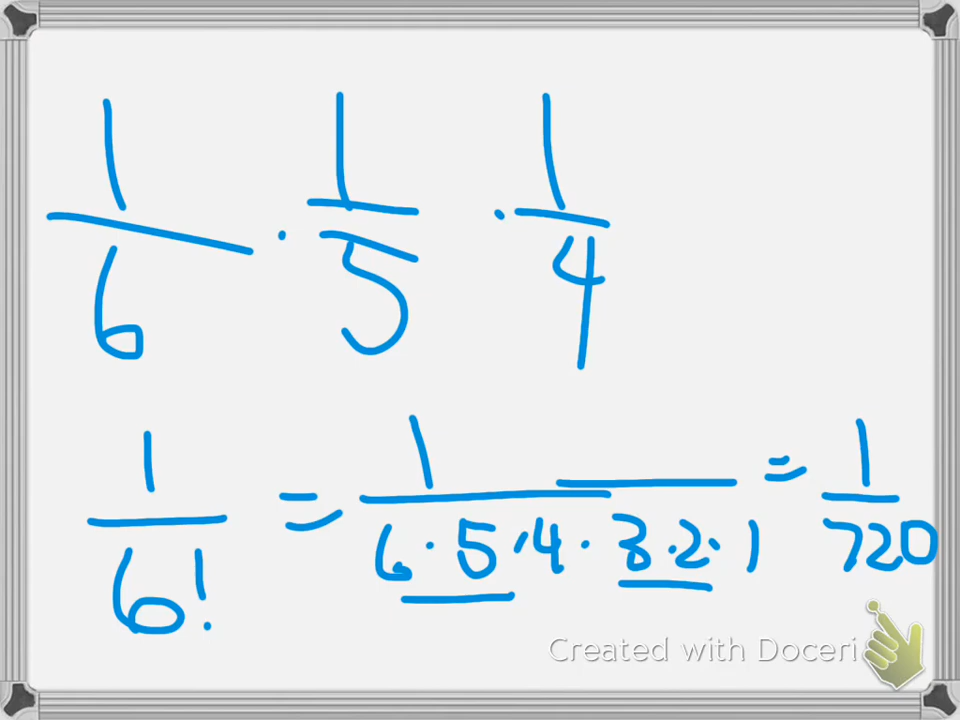 1/6 · 1/5 · 1/4
1/6! = 1/6·5·4·3·2·1 = 1/720
Created with Doceri